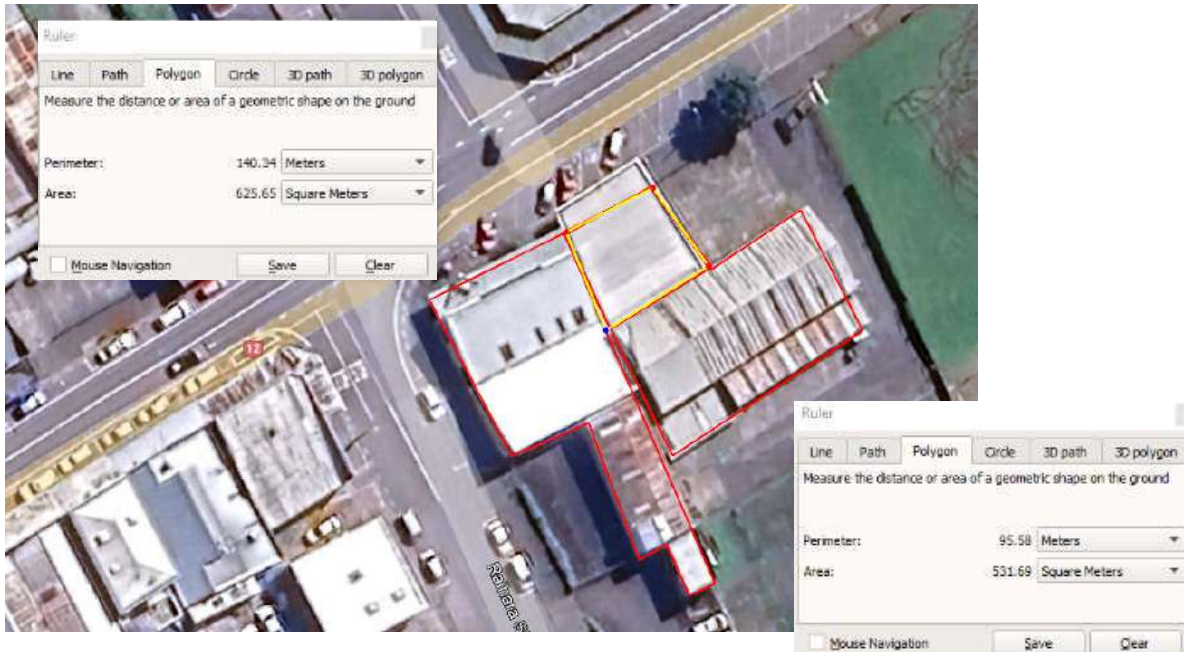 Ruler
Line Path Polygon Circle 3D path 3D polygon
Measure the distance or area of a geometric shape on the ground
Perimeter: 140.34 Meters
Area: 625.65 Square Meters
Mouse Navigation Save Clear
12
Raihara S
Ruler
Line Path Polygon Circle 3D path 3D polygon
Measure the distance or area of a geometric shape on the ground
Perimeter: 95.58 Meters
Area: 531.69 Square Meters
Mouse Navigation Save Clear